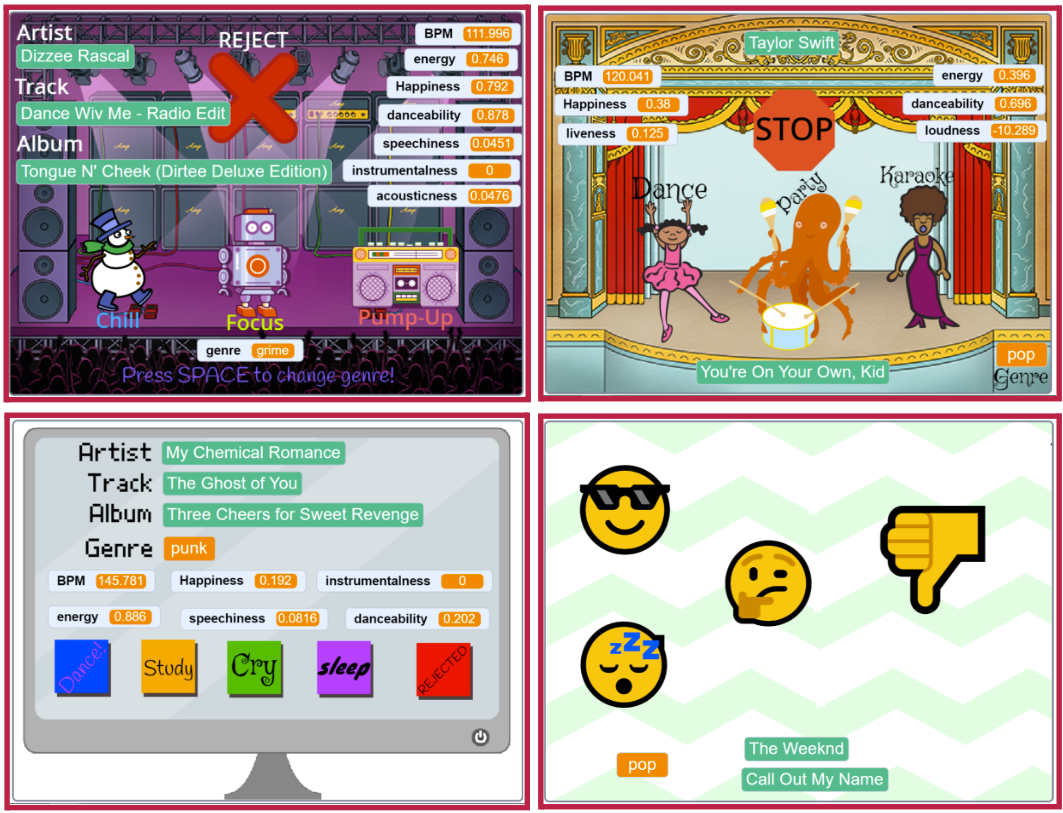 Artist
Dizzee Rascal
Track
Dance Wiv Me - Radio Edit
Album
Tongue N' Cheek (Dirtee Deluxe Edition)
REJECT
BPM 111.996
energy 0.746
Happiness 0.792
danceability 0.878
speechiness 0.0451
instrumentalness 0
acousticness 0.0476
Chill
Focus
Pump-Up
genre grime
Press SPACE to change genre!
Taylor Swift
BPM 120.041
Happiness 0.38
liveness 0.125
energy 0.396
danceability 0.696
loudness -10.289
STOP
Dance
Party
Karaoke
You're On Your Own, Kid
pop
Genre
Artist My Chemical Romance
Track The Ghost of You
Album Three Cheers for Sweet Revenge
Genre punk
BPM 145.781 Happiness 0.192 instrumentalness 0
energy 0.886 speechiness 0.0816 danceability 0.202
Dance! Study Cry sleep REJECTED
z z z
The Weeknd
pop
Call Out My Name